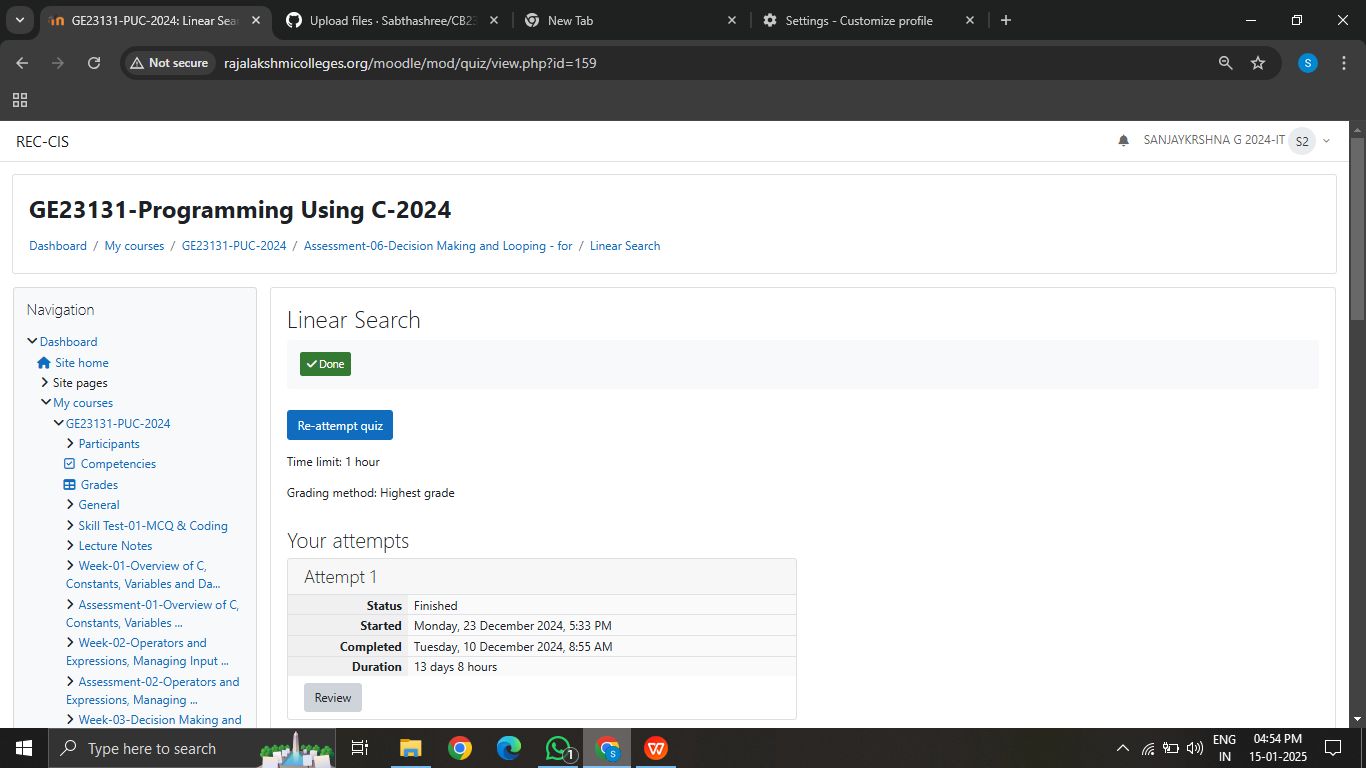 GE23131-PUC-2024: Linear Sea
Upload files · Sabthashree/CB23
New Tab
Settings - Customize profile
Not secure
rajalakshmicolleges.org/moodle/mod/quiz/view.php?id=159
S
REC-CIS
SANJAYKRSHNA G 2024-IT
S2
GE23131-Programming Using C-2024
Dashboard / My courses / GE23131-PUC-2024 / Assessment-06-Decision Making and Looping - for / Linear Search
Navigation
Dashboard
Site home
Site pages
My courses
GE23131-PUC-2024
Participants
Competencies
Grades
General
Skill Test-01-MCQ & Coding
Lecture Notes
Week-01-Overview of C,
Constants, Variables and Da...
Assessment-01-Overview of C,
Constants, Variables ...
Week-02-Operators and
Expressions, Managing Input ...
Assessment-02-Operators and
Expressions, Managing ...
Week-03-Decision Making and
Linear Search
Done
Re-attempt quiz
Time limit: 1 hour
Grading method: Highest grade
Your attempts
Attempt 1
Status Finished
Started Monday, 23 December 2024, 5:33 PM
Completed Tuesday, 10 December 2024, 8:55 AM
Duration 13 days 8 hours
Review
Type here to search
1
S
W
ENG
IN
04:54 PM
15-01-2025